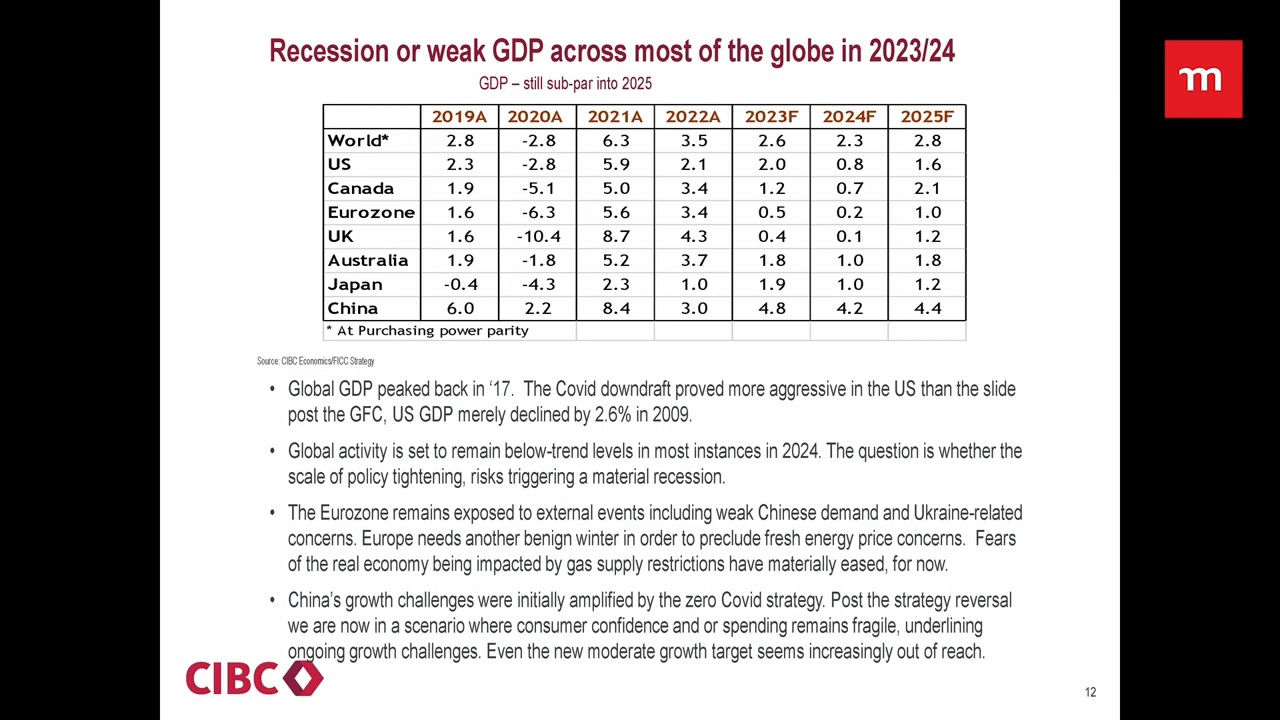 Recession or weak GDP across most of the globe in 2023/24
GDP – still sub-par into 2025
2019A 2020A 2021A 2022A 2023F 2024F 2025F
World* 2.8 -2.8 6.3 3.5 2.6 2.3 2.8
US 2.3 -2.8 5.9 2.1 2.0 0.8 1.6
Canada 1.9 -5.1 5.0 3.4 1.2 0.7 2.1
Eurozone 1.6 -6.3 5.6 3.4 0.5 0.2 1.0
UK 1.6 -10.4 8.7 4.3 0.4 0.1 1.2
Australia 1.9 -1.8 5.2 3.7 1.8 1.0 1.8
Japan -0.4 -4.3 2.3 1.0 1.9 1.0 1.2
China 6.0 2.2 8.4 3.0 4.8 4.2 4.4
* At Purchasing power parity
Source: CIBC Economics/FICC Strategy
• Global GDP peaked back in ‘17. The Covid downdraft proved more aggressive in the US than the slide
post the GFC, US GDP merely declined by 2.6% in 2009.
• Global activity is set to remain below-trend levels in most instances in 2024. The question is whether the
scale of policy tightening, risks triggering a material recession.
• The Eurozone remains exposed to external events including weak Chinese demand and Ukraine-related
concerns. Europe needs another benign winter in order to preclude fresh energy price concerns. Fears
of the real economy being impacted by gas supply restrictions have materially eased, for now.
• China’s growth challenges were initially amplified by the zero Covid strategy. Post the strategy reversal
we are now in a scenario where consumer confidence and or spending remains fragile, underlining
ongoing growth challenges. Even the new moderate growth target seems increasingly out of reach.
CIBC
12
m